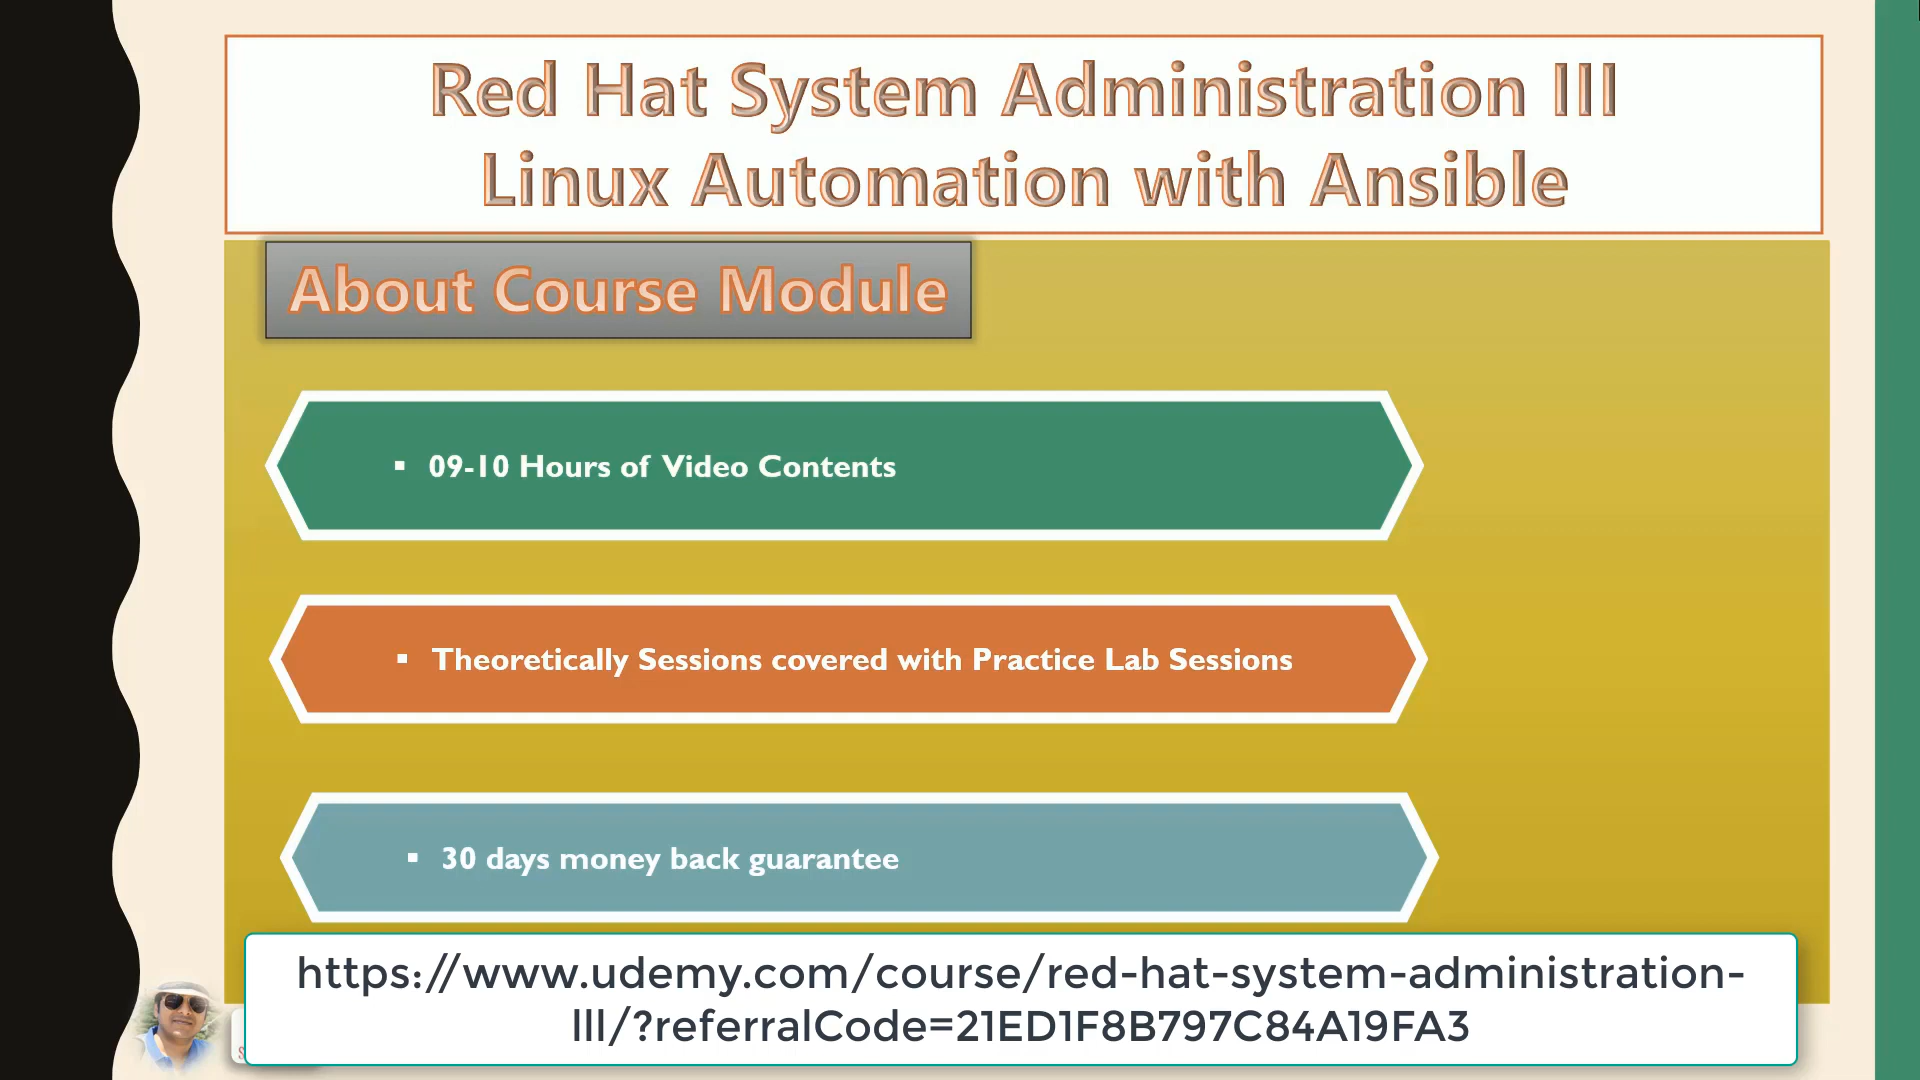 Red Hat System Administration III
Linux Automation with Ansible
About Course Module
▪ 09-10 Hours of Video Contents
▪ Theoretically Sessions covered with Practice Lab Sessions
▪ 30 days money back guarantee
https://www.udemy.com/course/red-hat-system-administration-
lll/?referralCode=21ED1F8B797C84A19FA3